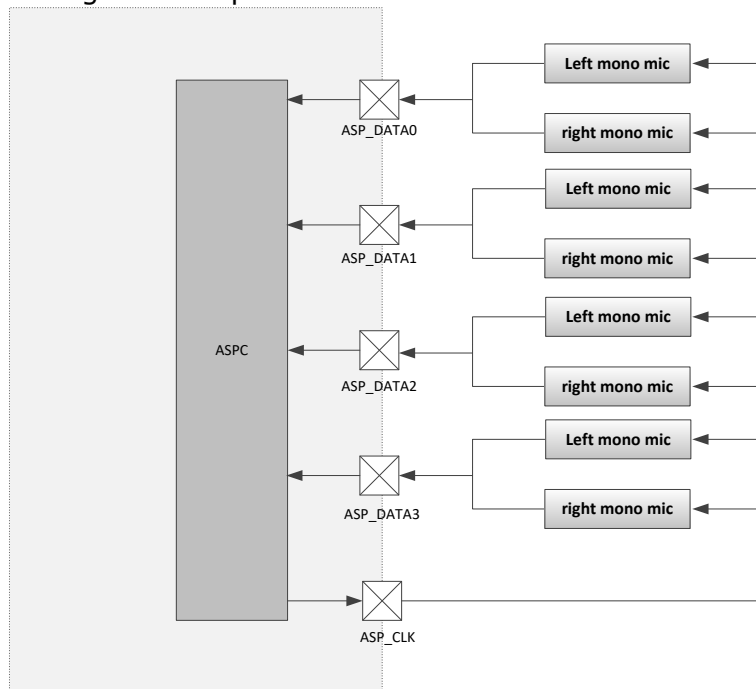 Left mono mic
ASP_DATA0
right mono mic
Left mono mic
ASP_DATA1
right mono mic
Left mono mic
ASPC
ASP_DATA2
right mono mic
Left mono mic
ASP_DATA3
right mono mic
ASP_CLK